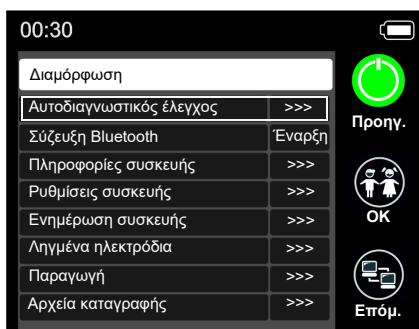 00:30
Διαμόρφωση
Αυτοδιαγνωστικός έλεγχος >>>
Σύζευξη Bluetooth Έναρξη
Πληροφορίες συσκευής >>>
Ρυθμίσεις συσκευής >>>
Ενημέρωση συσκευής >>>
Ληγμένα ηλεκτρόδια >>>
Παραγωγή >>>
Αρχεία καταγραφής >>>
Προηγ.
OK
Επόμ.